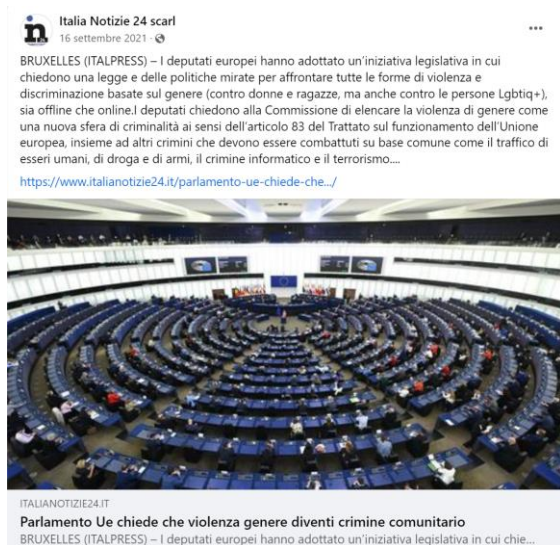 in
Italia Notizie 24 scarl
16 settembre 2021 ·
BRUXELLES (ITALPRESS) – I deputati europei hanno adottato un'iniziativa legislativa in cui
chiedono una legge e delle politiche mirate per affrontare tutte le forme di violenza e
discriminazione basate sul genere (contro donne e ragazze, ma anche contro le persone Lgbtiq+),
sia offline che online.I deputati chiedono alla Commissione di elencare la violenza di genere come
una nuova sfera di criminalità ai sensi dell'articolo 83 del Trattato sul funzionamento dell'Unione
europea, insieme ad altri crimini che devono essere combattuti su base comune come il traffico di
esseri umani, di droga e di armi, il crimine informatico e il terrorismo....
https://www.italianotizie24.it/parlamento-ue-chiede-che.../
ITALIANOTIZIE24.IT
Parlamento Ue chiede che violenza genere diventi crimine comunitario
BRUXELLES (ITALPRESS) – I deputati europei hanno adottato un'iniziativa legislativa in cui chie...